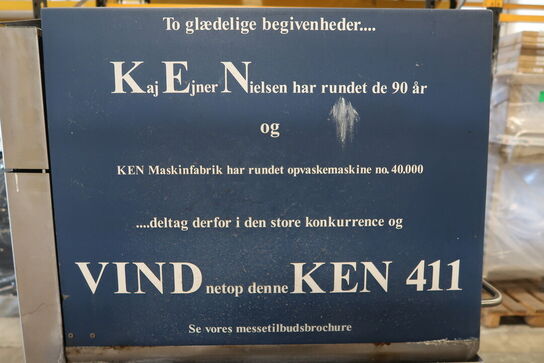 To glædelige begivenheder....
Kaj Ejner Nielsen har rundet de 90 år
og
KEN Maskinfabrik har rundet opvaskemaskine no. 40.000
....deltag derfor i den store konkurrence og
VIND netop denne KEN 411
Se vores messetilbudsbrochure